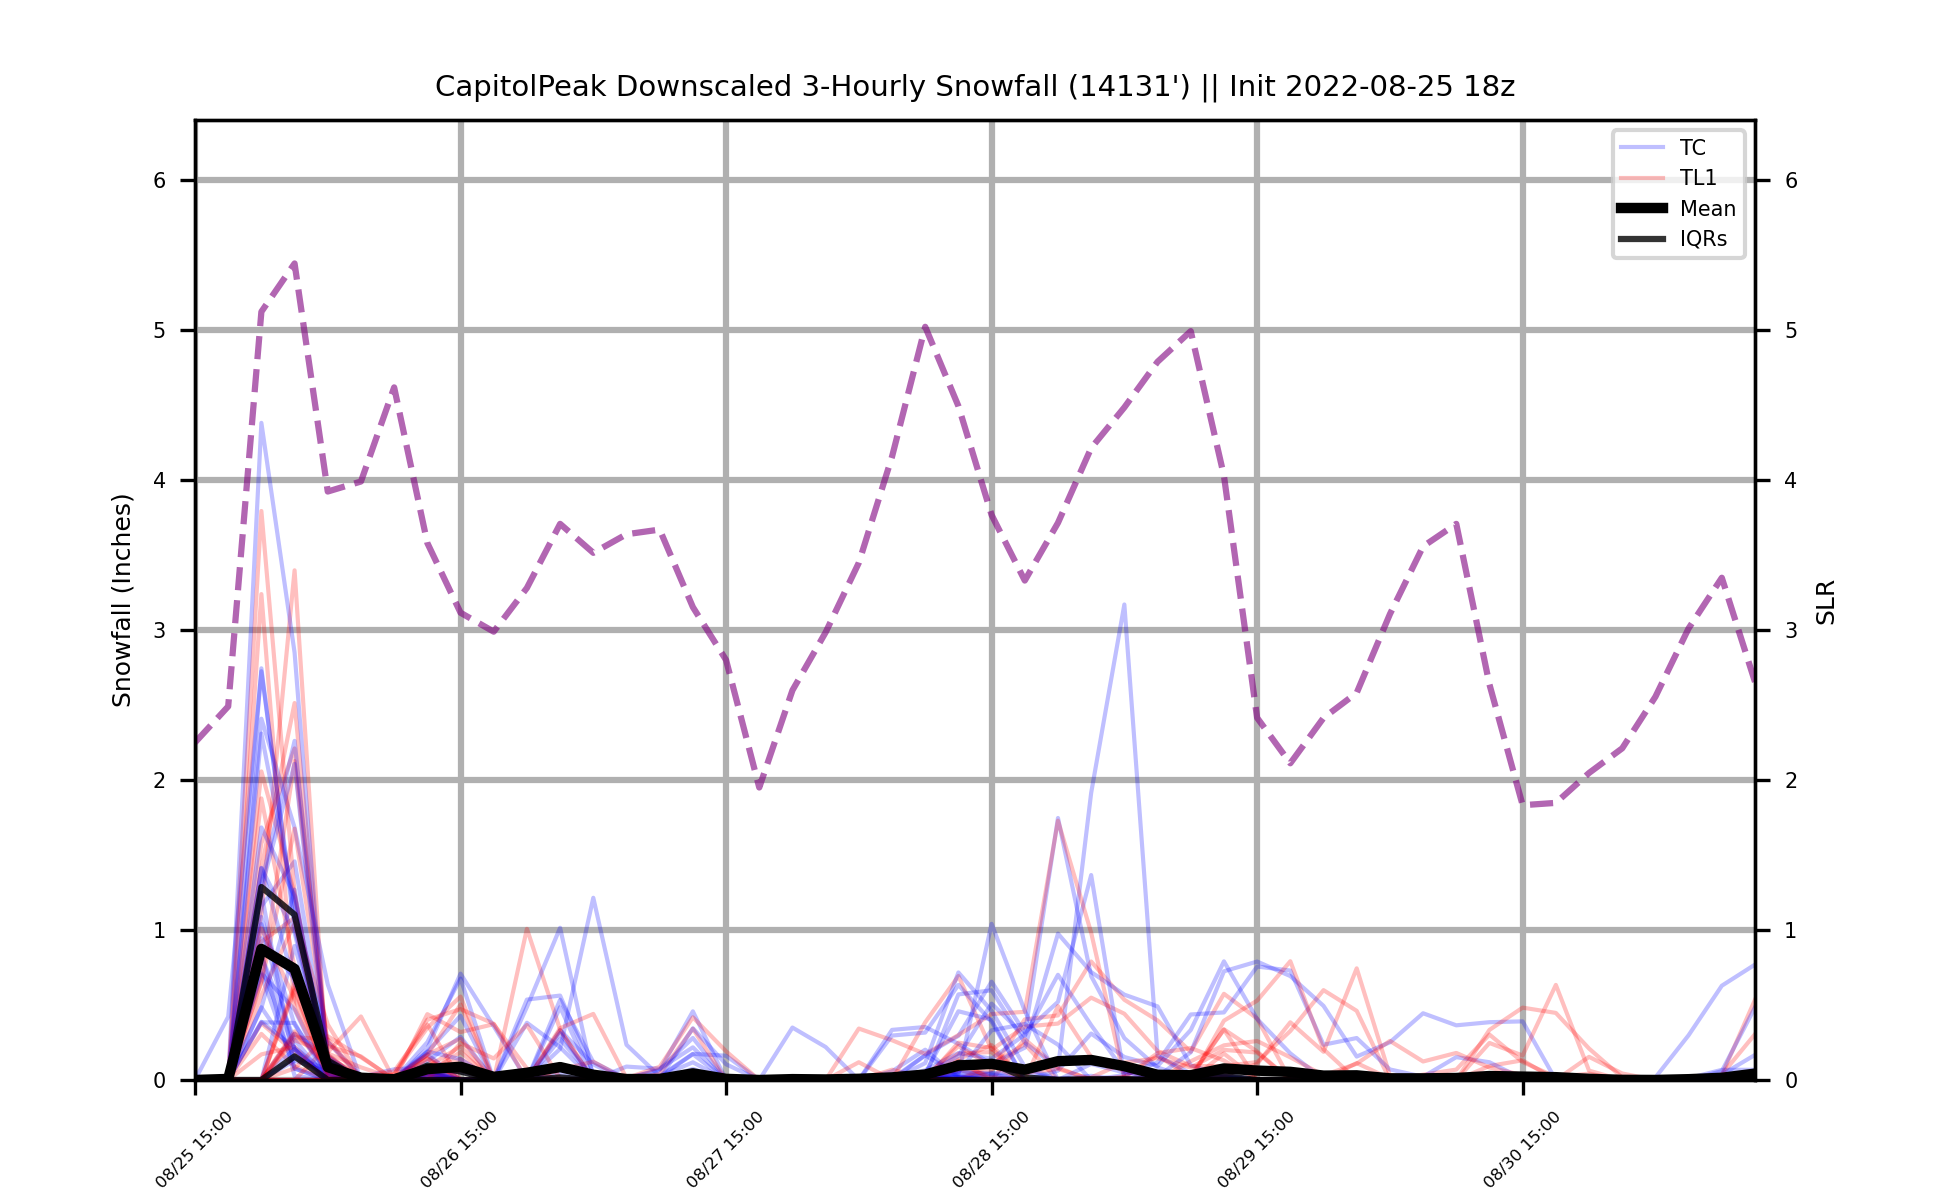 CapitolPeak Downscaled 3-Hourly Snowfall (14131') || Init 2022-08-25 18z
TC
TL1
Mean
IQRs
6
5
4
3
2
1
0
Snowfall (Inches)
6
5
4
3
2
1
0
SLR
08/25 15:00
08/26 15:00
08/27 15:00
08/28 15:00
08/29 15:00
08/30 15:00